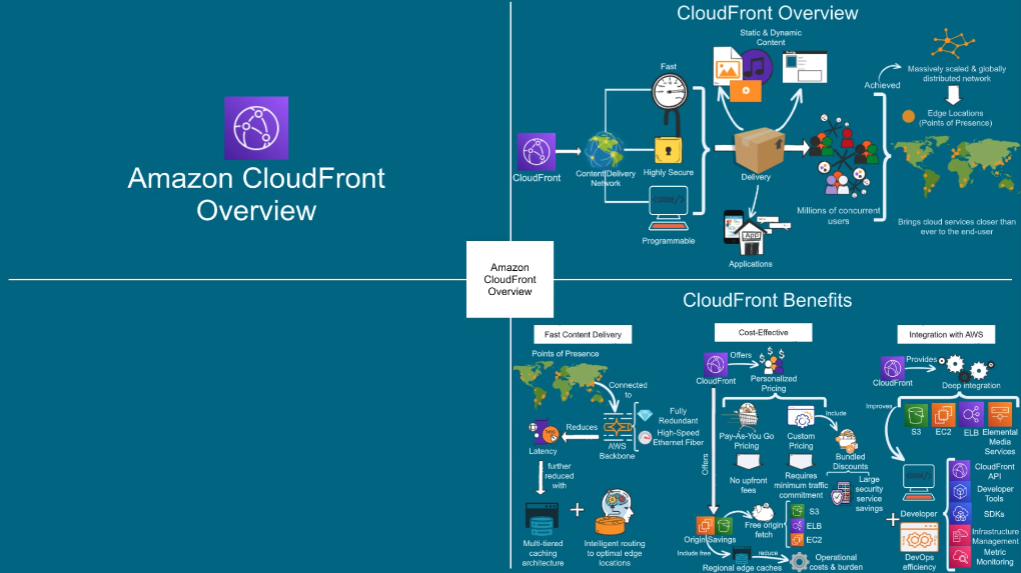 Amazon CloudFront
Overview
Amazon
CloudFront
Overview
CloudFront Overview
Static & Dynamic
Content
Fast
CloudFront
Content Delivery
Network
Highly Secure
Programmable
Delivery
APP
Applications
Millions of concurrent
users
Achieved
Massively scaled & globally
distributed network
Edge Locations
(Points of Presence)
Brings cloud services closer than
ever to the end-user
CloudFront Benefits
Fast Content Delivery
Points of Presence
Connected
to
Fully
Redundant
High-Speed
Ethernet Fiber
AWS
Backbone
Reduces
Latency
further
reduced
with
Multi-tiered
caching
architecture
+
Intelligent routing
to optimal edge
locations
Cost-Effective
CloudFront
Offers
Personalized
Pricing
Pay-As-You Go
Pricing
Custom
Pricing
Include
Bundled
Discounts
No upfront
fees
Requires
minimum traffic
commitment
Large
security
service
savings
Offers
Origin Savings
Free origin
fetch
S3
ELB
EC2
Include free
Regional edge caches
reduce
Operational
costs & burden
Integration with AWS
CloudFront
Provides
Deep integration
Improves
S3
EC2
ELB
Elemental
Media
Services
Developer
+
DevOps
efficiency
CloudFront
API
Developer
Tools
SDKs
Infrastructure
Management
Metric
Monitoring